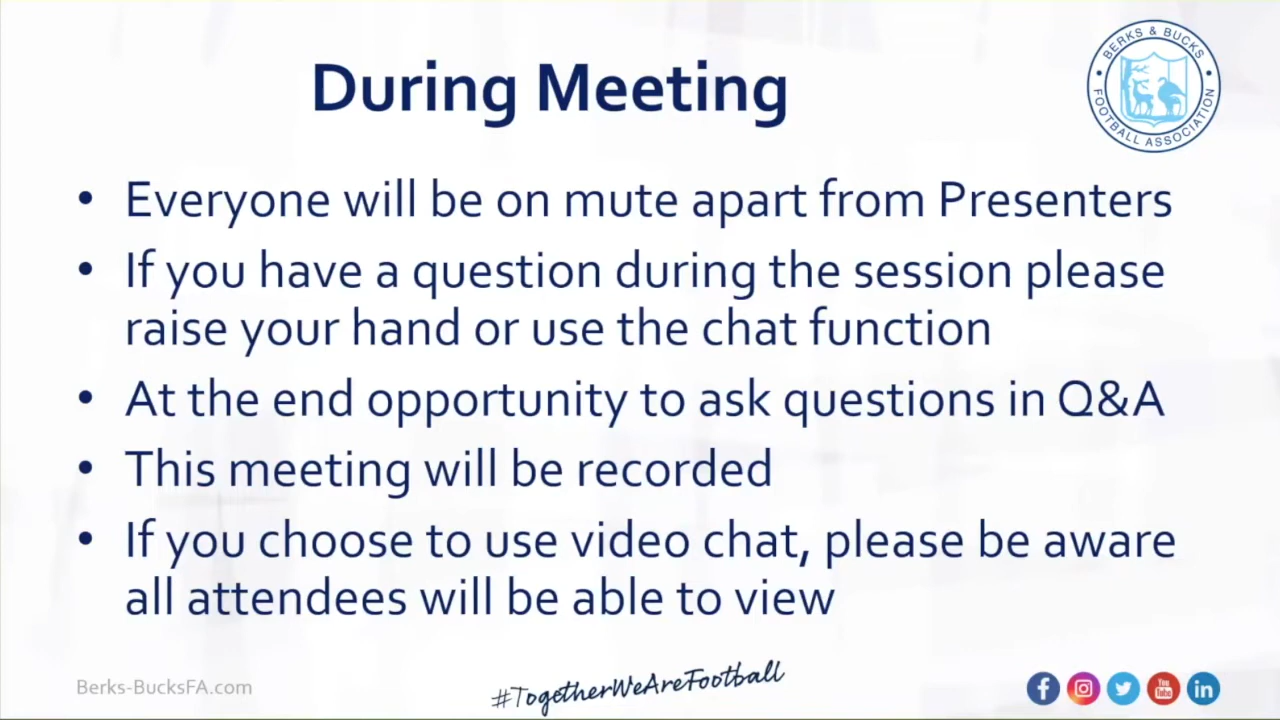 During Meeting
BERKS & BUCKS
FOOTBALL ASSOCIATION
• Everyone will be on mute apart from Presenters
• If you have a question during the session please
raise your hand or use the chat function
• At the end opportunity to ask questions in Q&A
• This meeting will be recorded
• If you choose to use video chat, please be aware
all attendees will be able to view
Berks-BucksFA.com
#TogetherWeAreFootball
You Tube
in